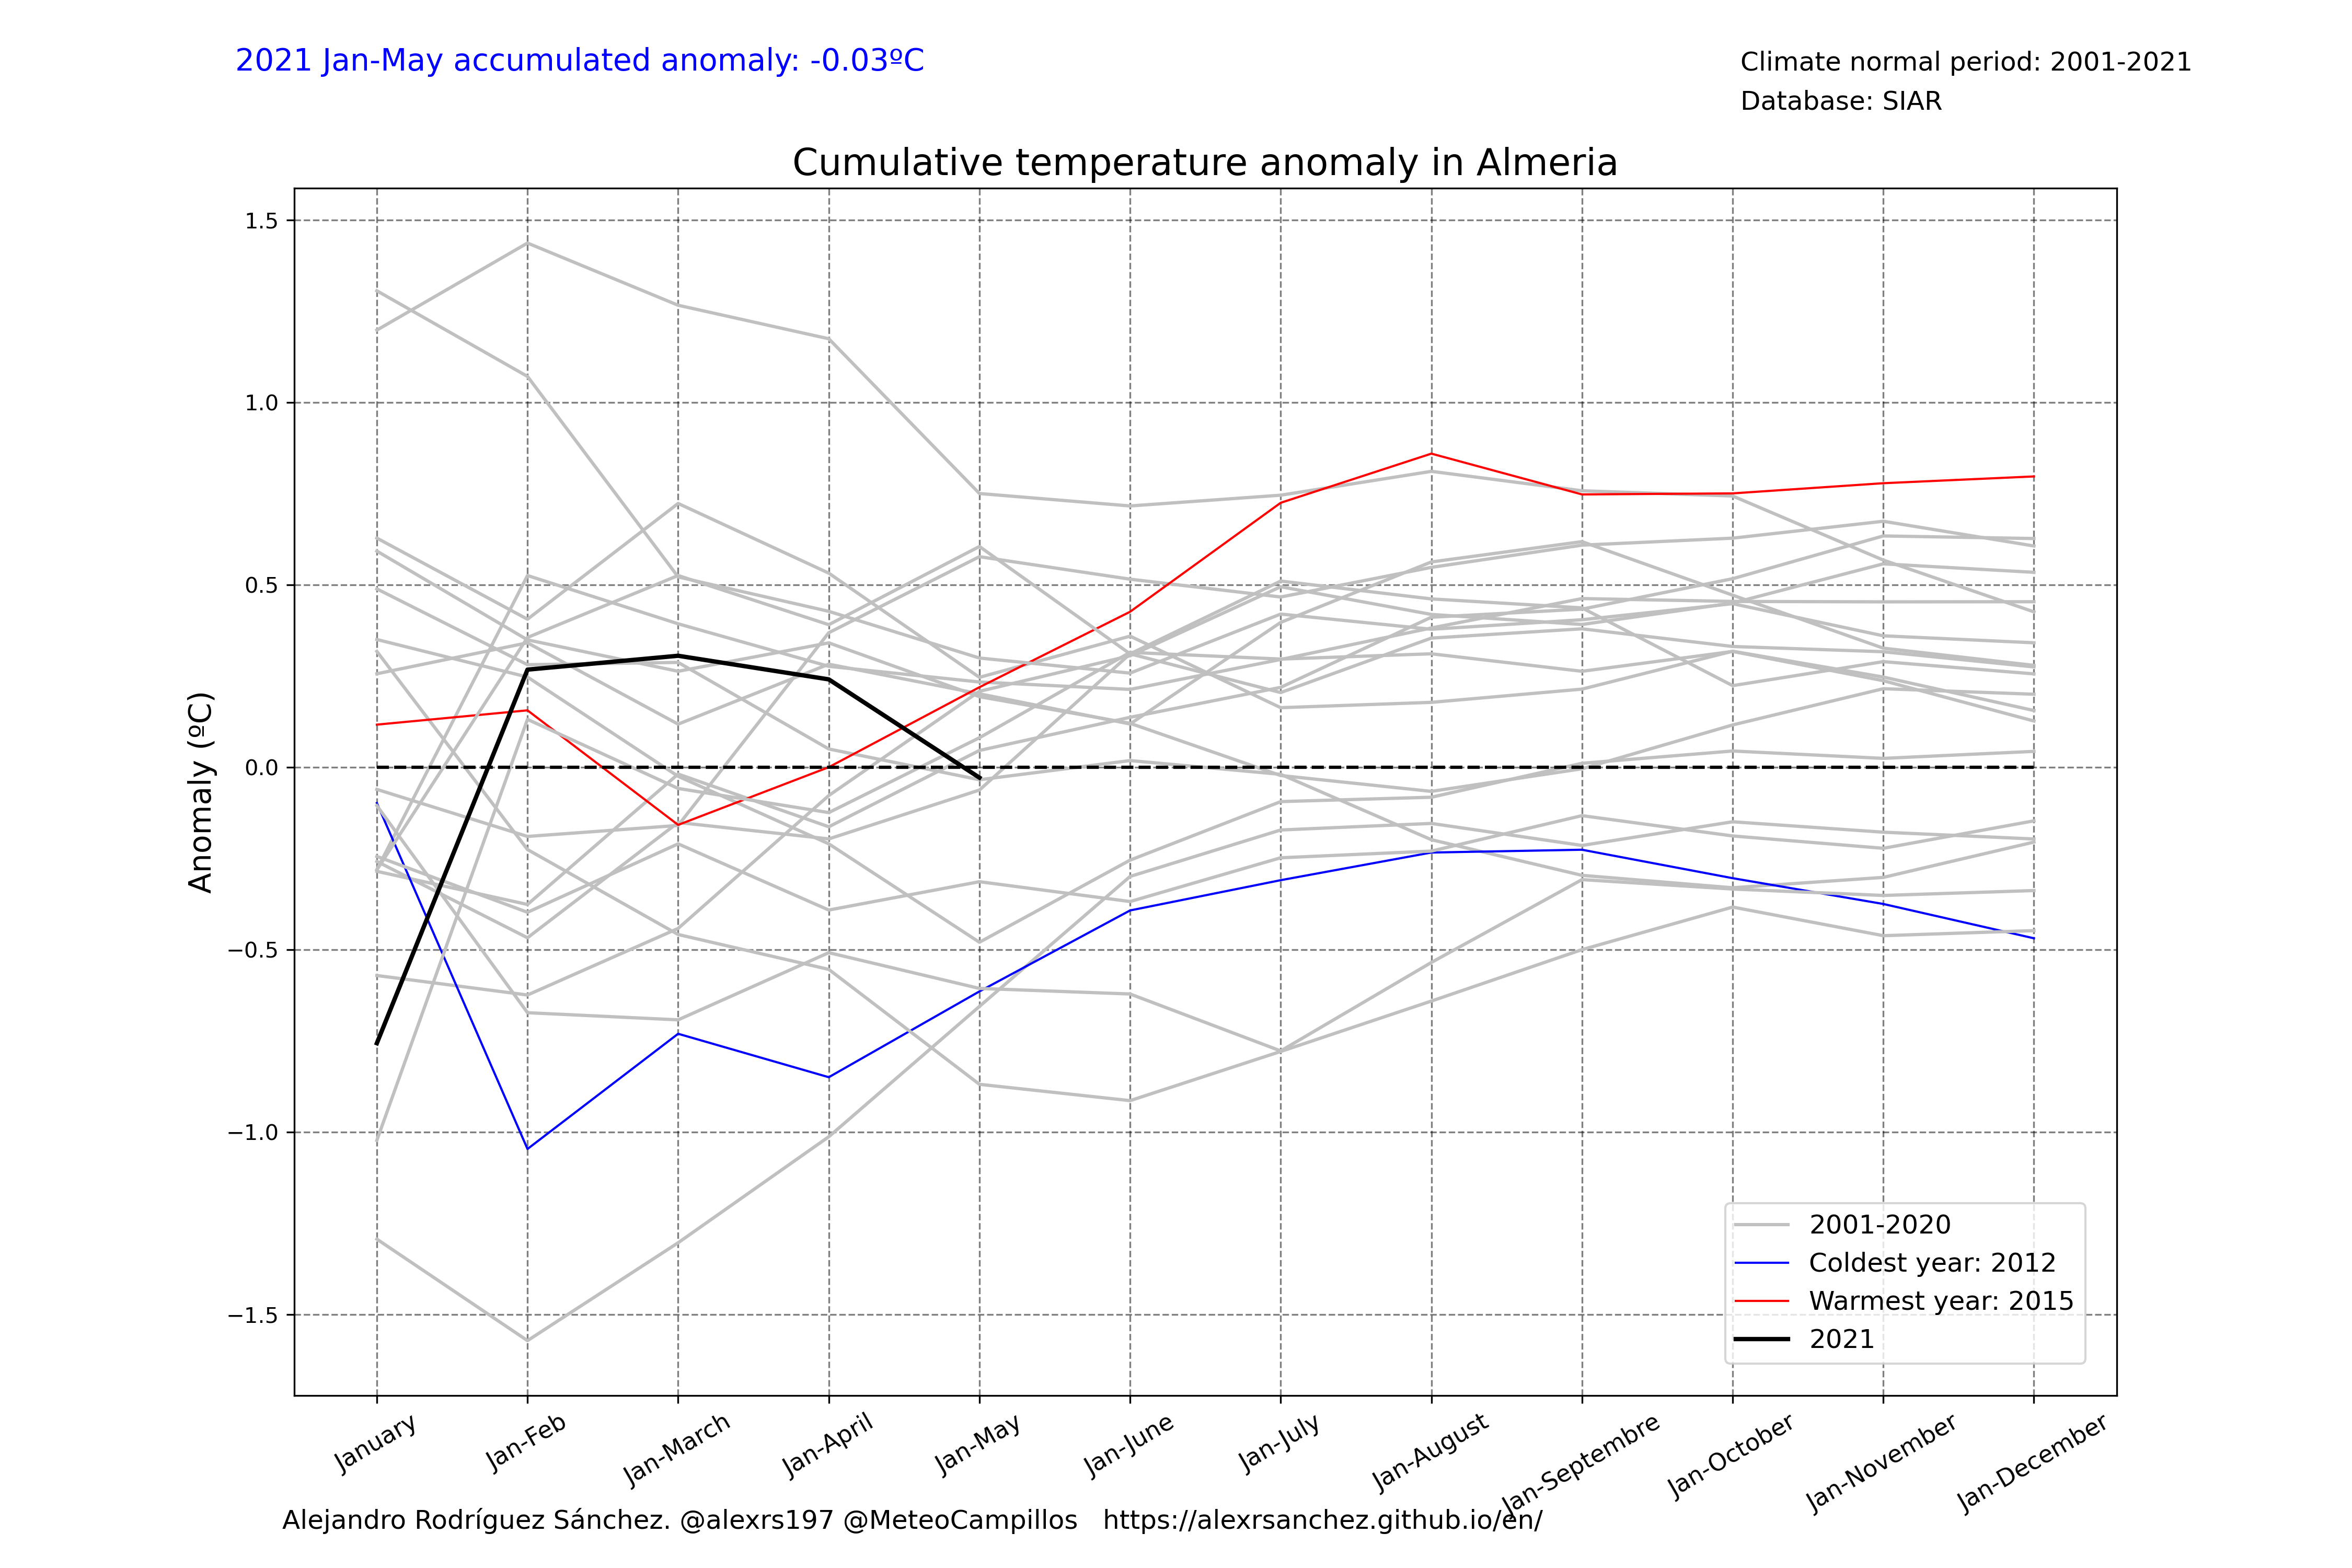 2021 Jan-May accumulated anomaly: -0.03ºC
Climate normal period: 2001-2021
Database: SIAR
Cumulative temperature anomaly in Almeria
Anomaly (ºC)
1.5
1.0
0.5
0.0
−0.5
−1.0
−1.5
2001-2020
Coldest year: 2012
Warmest year: 2015
2021
January
Jan-Feb
Jan-March
Jan-April
Jan-May
Jan-June
Jan-July
Jan-August
Jan-Septembre
Jan-October
Jan-November
Jan-December
Alejandro Rodríguez Sánchez. @alexrs197 @MeteoCampillos   https://alexrsanchez.github.io/en/